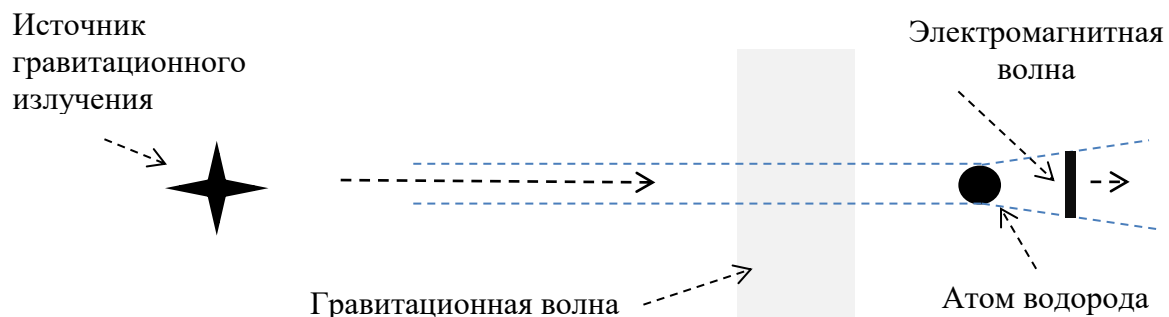 Источник
гравитационного
излучения
Электромагнитная
волна
Гравитационная волна
Атом водорода